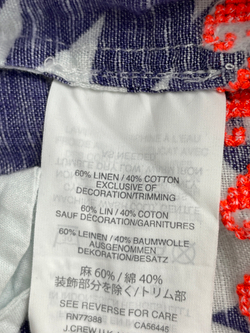 60% LINEN / 40% COTTON
EXCLUSIVE OF
DECORATION/TRIMMING
60% LIN / 40% COTON
SAUF DÉCORATION/GARNITURES
60% LEINEN / 40% BAUMWOLLE
AUSGENOMMEN
DEKORATION/BESATZ
麻 60% / 綿 40%
装飾部分を除く/トリム部
SEE REVERSE FOR CARE
RN77388 CA56445
J.CREW